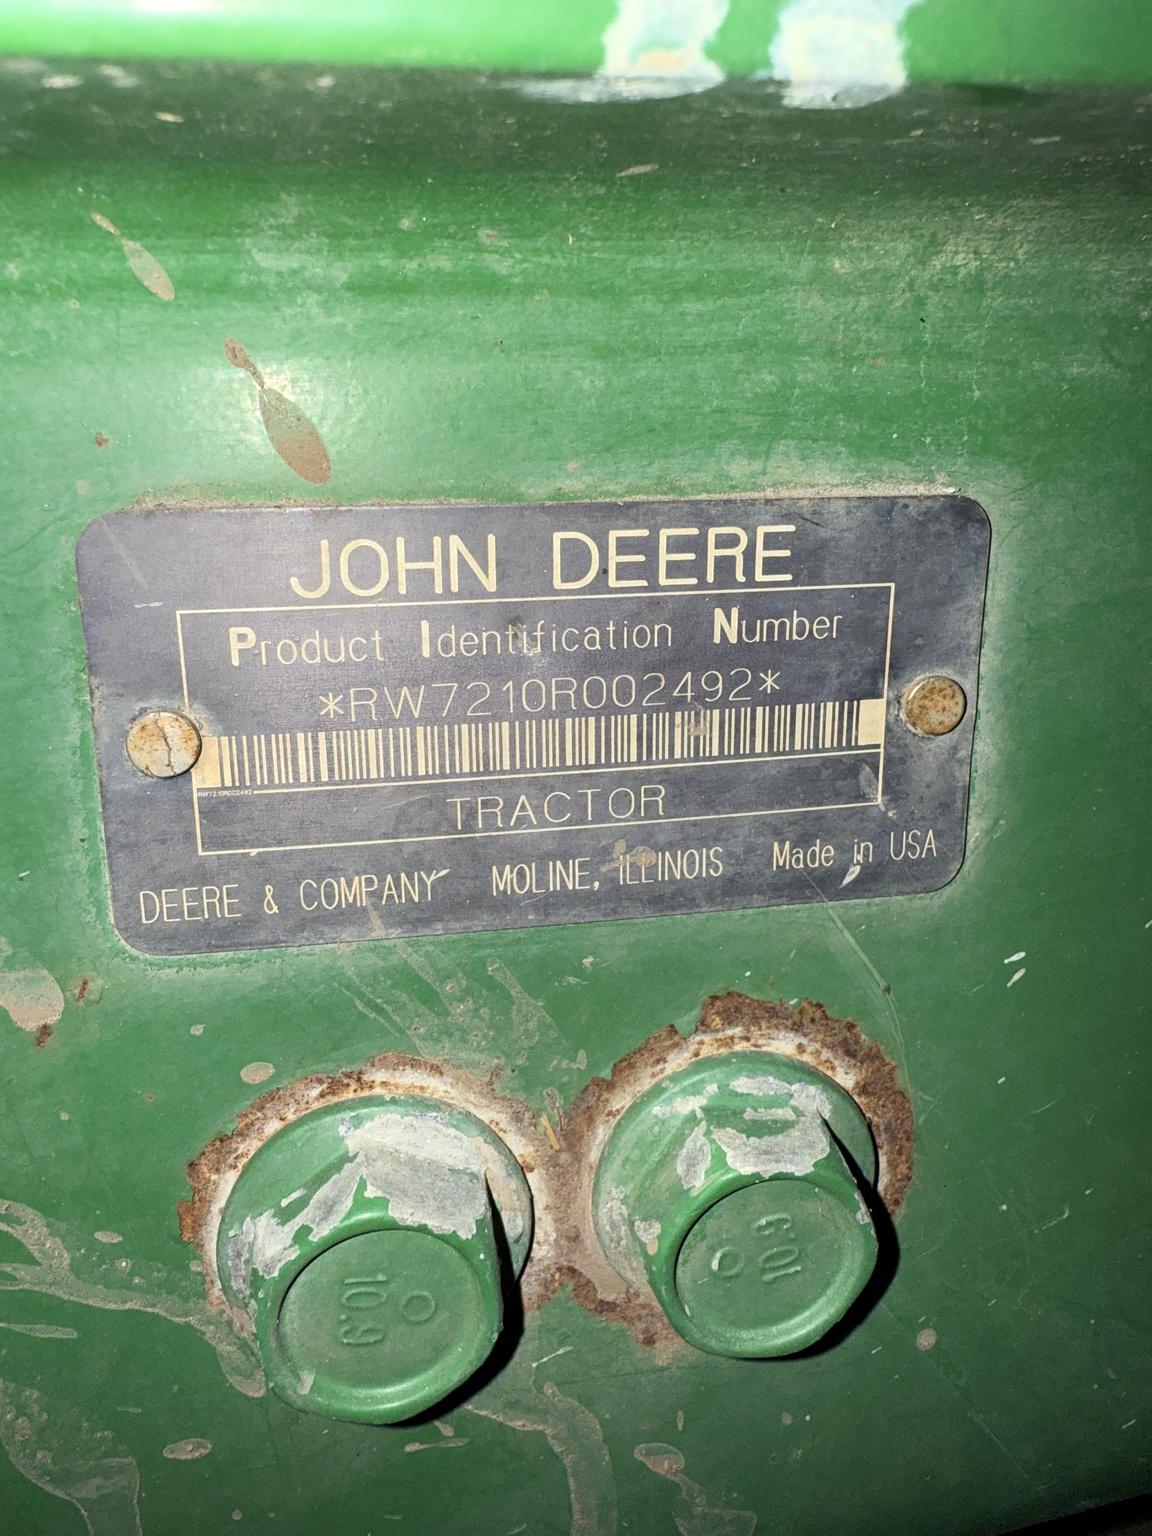 JOHN DEERE
Product Identification Number
*RW7210R002492*
RW7210R002492
TRACTOR
DEERE & COMPANY MOLINE, ILLINOIS Made in USA
10.9
10.9